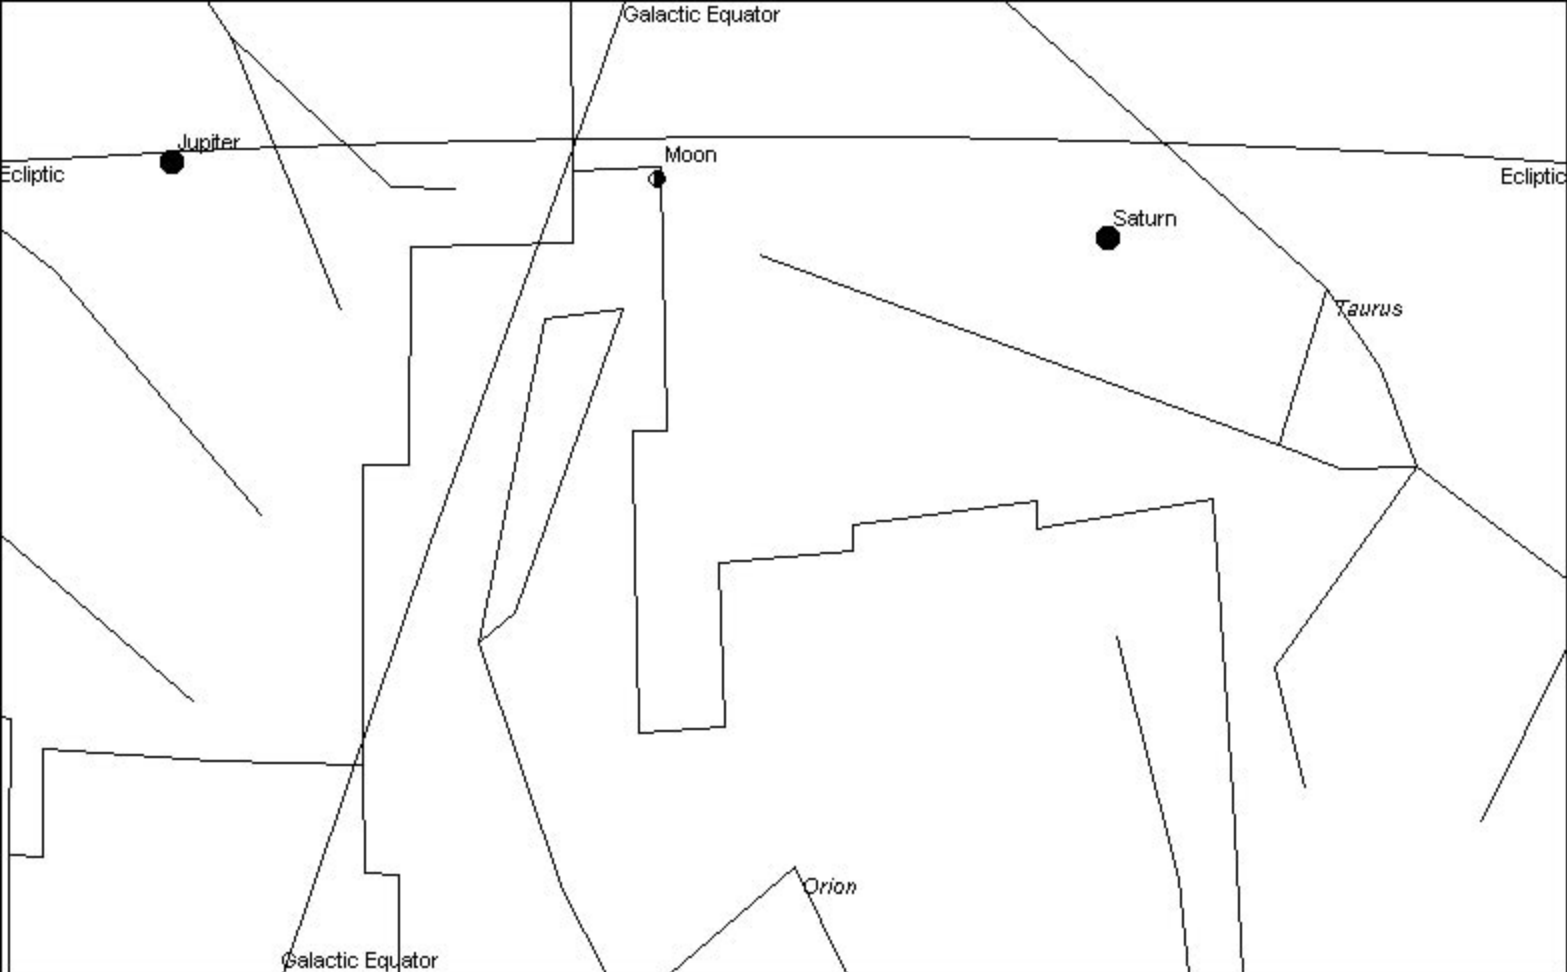 Galactic Equator
Jupiter
Moon
Ecliptic
Ecliptic
Saturn
Taurus
Orion
Galactic Equator